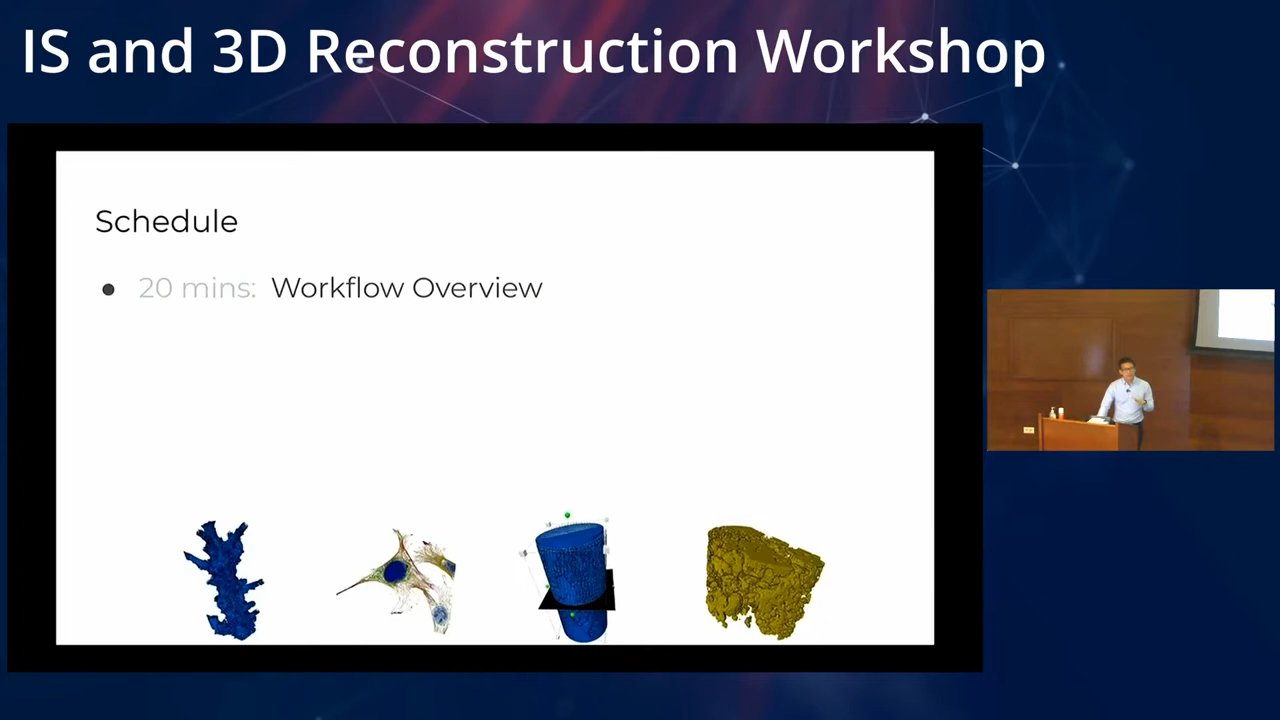 IS and 3D Reconstruction Workshop
Schedule
● 20 mins: Workflow Overview